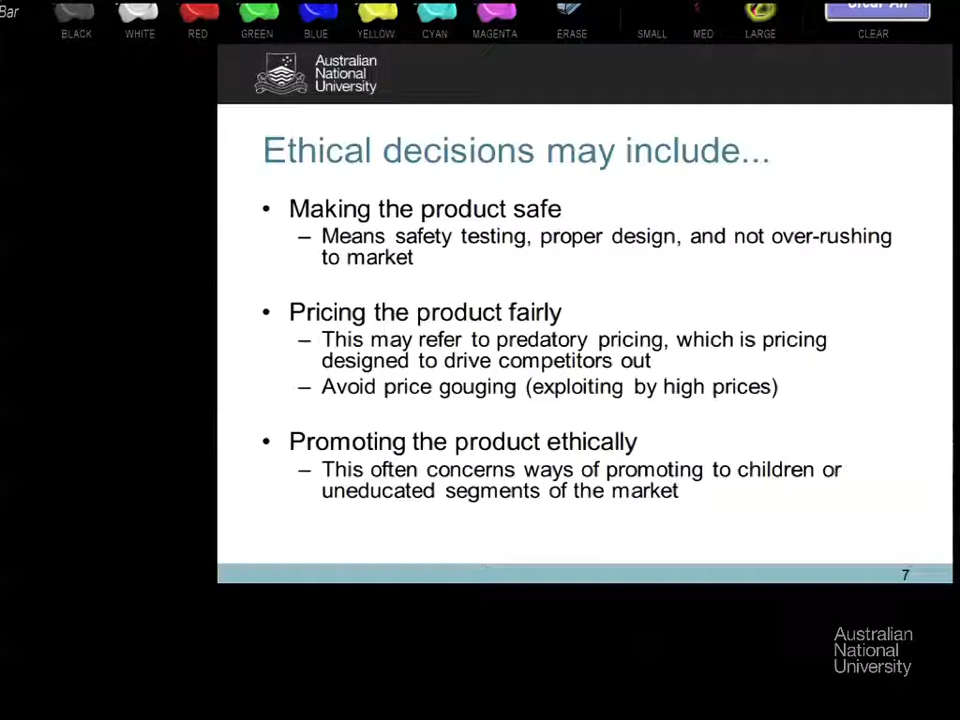 Bar
BLACK WHITE RED GREEN BLUE YELLOW CYAN MAGENTA ERASE SMALL MED LARGE CLEAR
Australian
National
University
Ethical decisions may include...
• Making the product safe
– Means safety testing, proper design, and not over-rushing
to market
• Pricing the product fairly
– This may refer to predatory pricing, which is pricing
designed to drive competitors out
– Avoid price gouging (exploiting by high prices)
• Promoting the product ethically
– This often concerns ways of promoting to children or
uneducated segments of the market
7
Australian
National
University